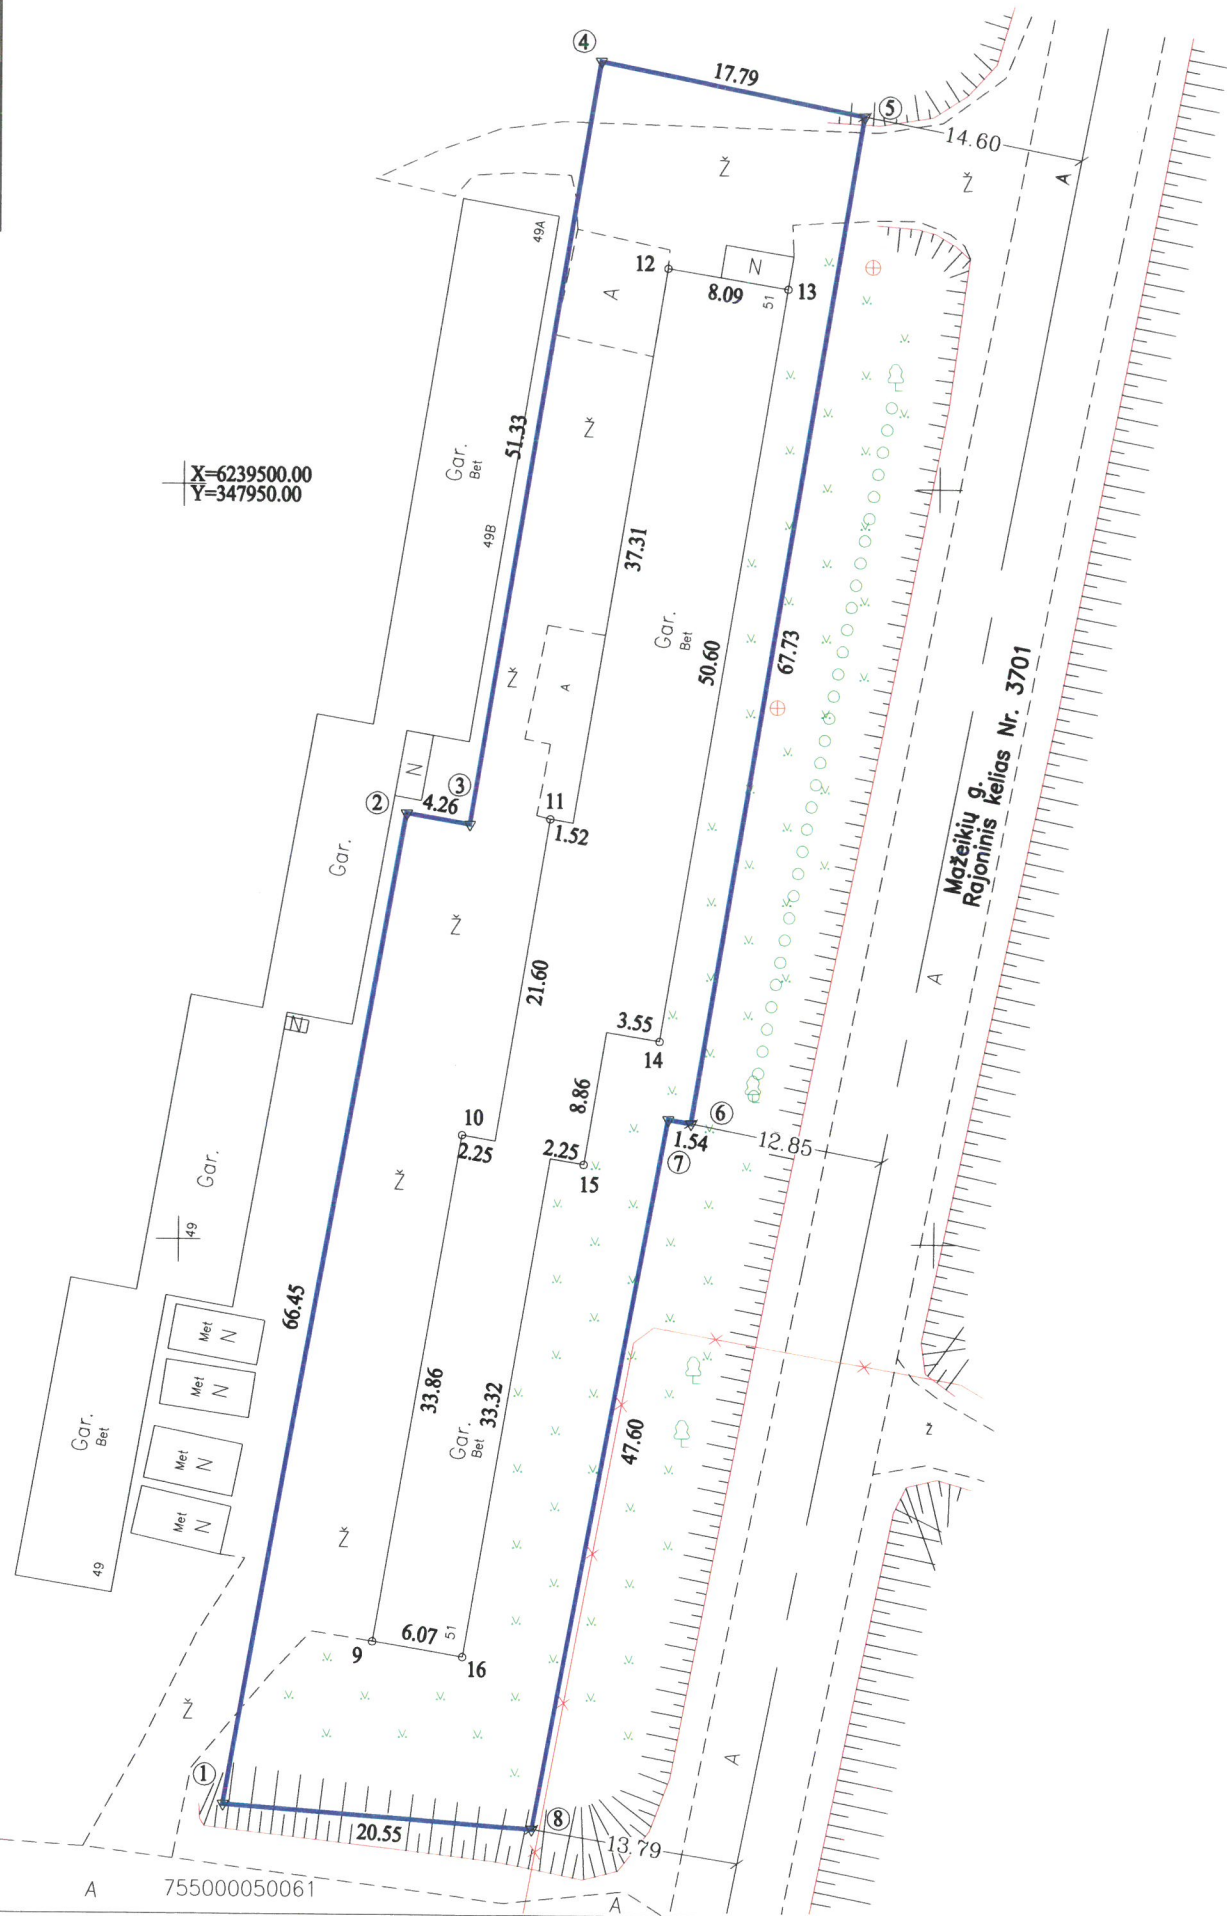 ④
17.79
⑤
14.60
Ž
Ž
A
49A
12
N
8.09
13
51
A
51.33
Ž
Gar.
Bet
X=6239500.00
Y=347950.00
49B
37.31
Gar.
Bet
50.60
67.73
Ž
A
Mažeikių g.
Rajoninis kelias Nr. 3701
N
③
②
4.26
11
1.52
Gar.
Ž
21.60
A
N
3.55
14
8.86
10
2.25
2.25
15
⑥
1.54
⑦
12.85
Gar.
Ž
49
66.45
Met
N
Met
N
Met
N
Met
N
33.86
33.32
Gar.
Bet
47.60
Ž
Gar.
Bet
49
Ž
9
6.07
51
16
Ž
①
20.55
⑧
13.79
A
A
755000050061
A